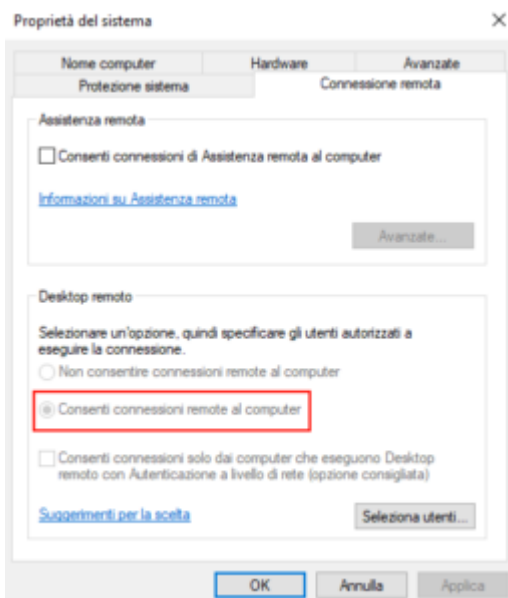 Proprietà del sistema
Nome computer
Hardware
Avanzate
Protezione sistema
Connessione remota
Assistenza remota
Consenti connessioni di Assistenza remota al computer
Informazioni su Assistenza remota
Avanzate...
Desktop remoto
Selezionare un'opzione, quindi specificare gli utenti autorizzati a
eseguire la connessione.
Non consentire connessioni remote al computer
Consenti connessioni remote al computer
Consenti connessioni solo dai computer che eseguono Desktop
remoto con Autenticazione a livello di rete (opzione consigliata)
Suggerimenti per la scelta
Seleziona utenti...
OK
Annulla
Applica